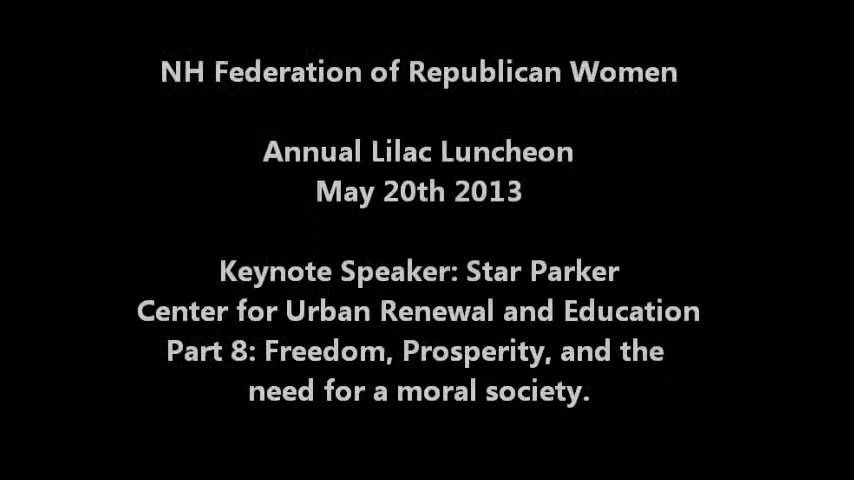 NH Federation of Republican Women
Annual Lilac Luncheon
May 20th 2013
Keynote Speaker: Star Parker
Center for Urban Renewal and Education
Part 8: Freedom, Prosperity, and the
need for a moral society.